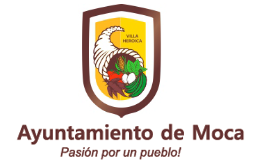 VILLA
HEROICA
Ayuntamiento de Moca
Pasión por un pueblo!